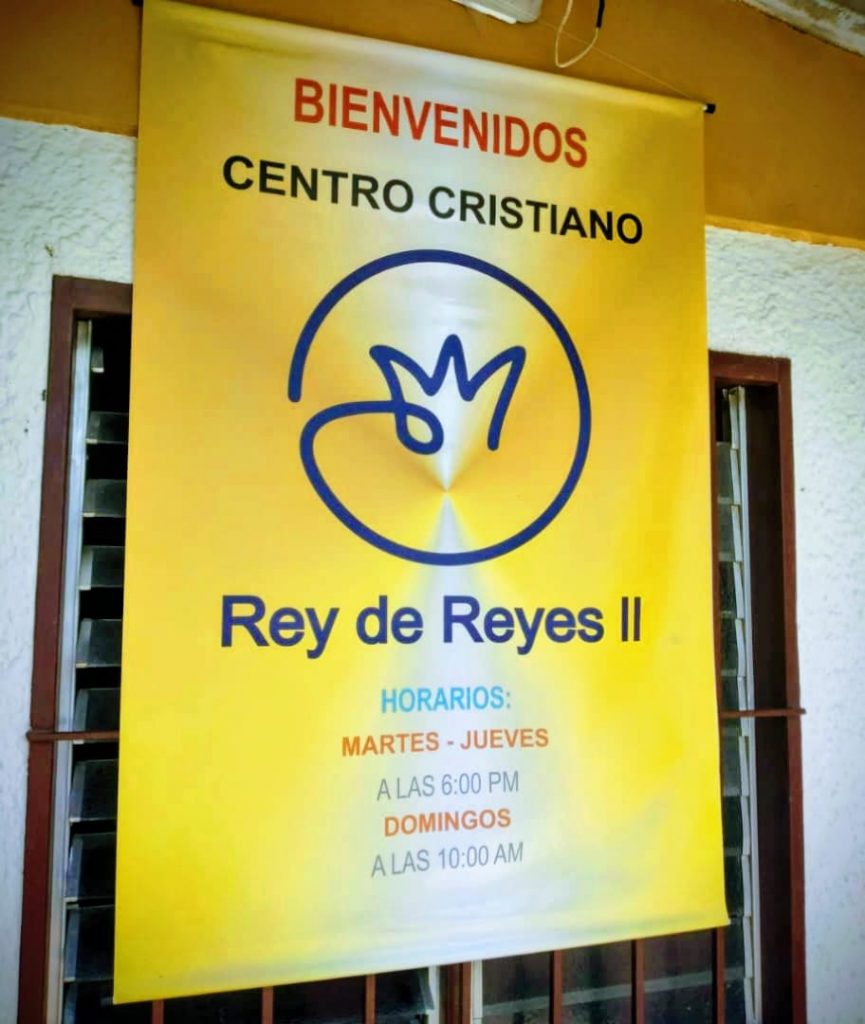 BIENVENIDOS
CENTRO CRISTIANO
Rey de Reyes II
HORARIOS:
MARTES - JUEVES
A LAS 6:00 PM
DOMINGOS
A LAS 10:00 AM